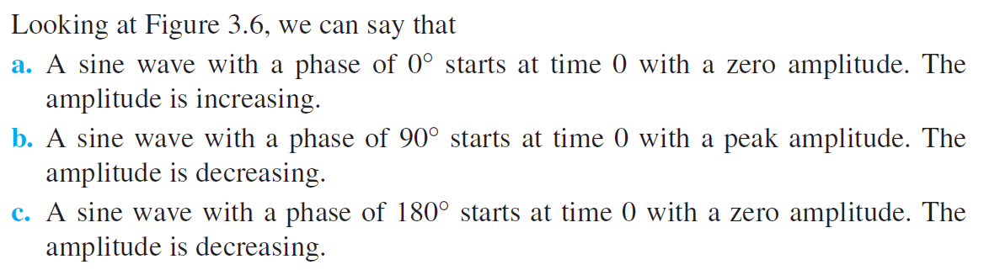 Looking at Figure 3.6, we can say that
a. A sine wave with a phase of 0° starts at time 0 with a zero amplitude. The
amplitude is increasing.
b. A sine wave with a phase of 90° starts at time 0 with a peak amplitude. The
amplitude is decreasing.
c. A sine wave with a phase of 180° starts at time 0 with a zero amplitude. The
amplitude is decreasing.